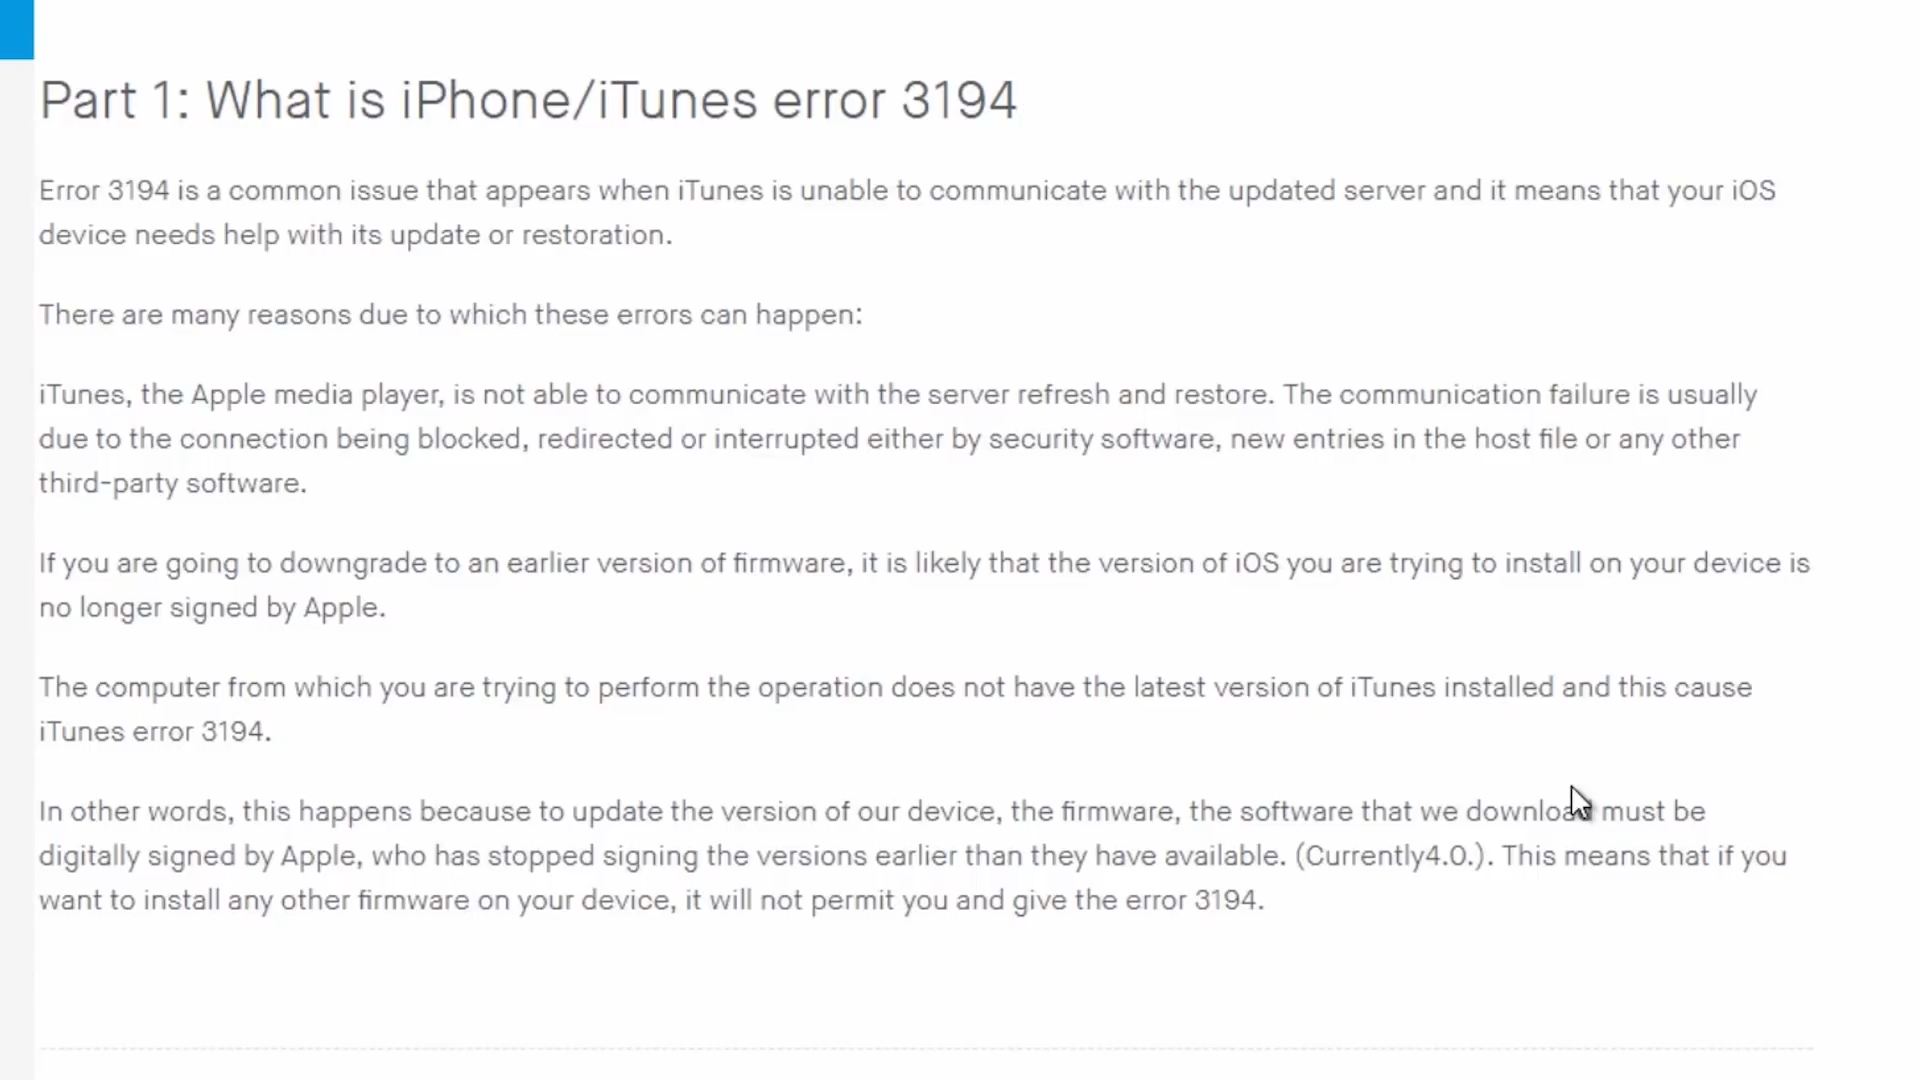 Part 1: What is iPhone/iTunes error 3194
Error 3194 is a common issue that appears when iTunes is unable to communicate with the updated server and it means that your iOS
device needs help with its update or restoration.
There are many reasons due to which these errors can happen:
iTunes, the Apple media player, is not able to communicate with the server refresh and restore. The communication failure is usually
due to the connection being blocked, redirected or interrupted either by security software, new entries in the host file or any other
third-party software.
If you are going to downgrade to an earlier version of firmware, it is likely that the version of iOS you are trying to install on your device is
no longer signed by Apple.
The computer from which you are trying to perform the operation does not have the latest version of iTunes installed and this cause
iTunes error 3194.
In other words, this happens because to update the version of our device, the firmware, the software that we download must be
digitally signed by Apple, who has stopped signing the versions earlier than they have available. (Currently4.0.). This means that if you
want to install any other firmware on your device, it will not permit you and give the error 3194.